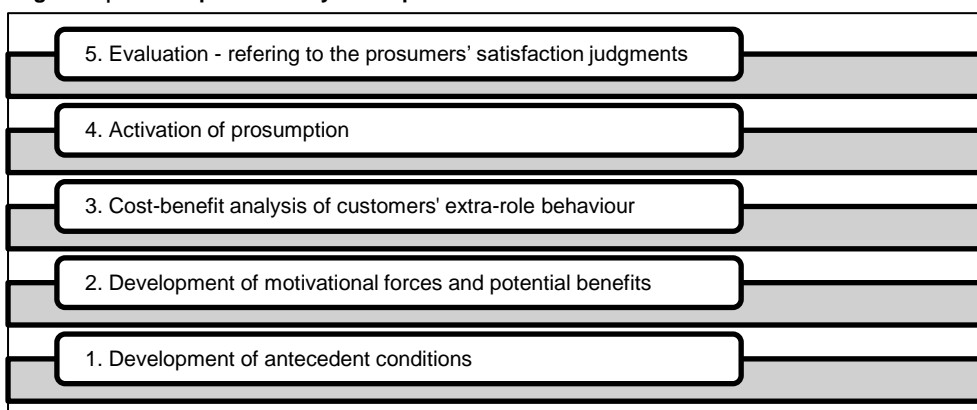 5. Evaluation - refering to the prosumers’ satisfaction judgments
4. Activation of prosumption
3. Cost-benefit analysis of customers' extra-role behaviour
2. Development of motivational forces and potential benefits
1. Development of antecedent conditions